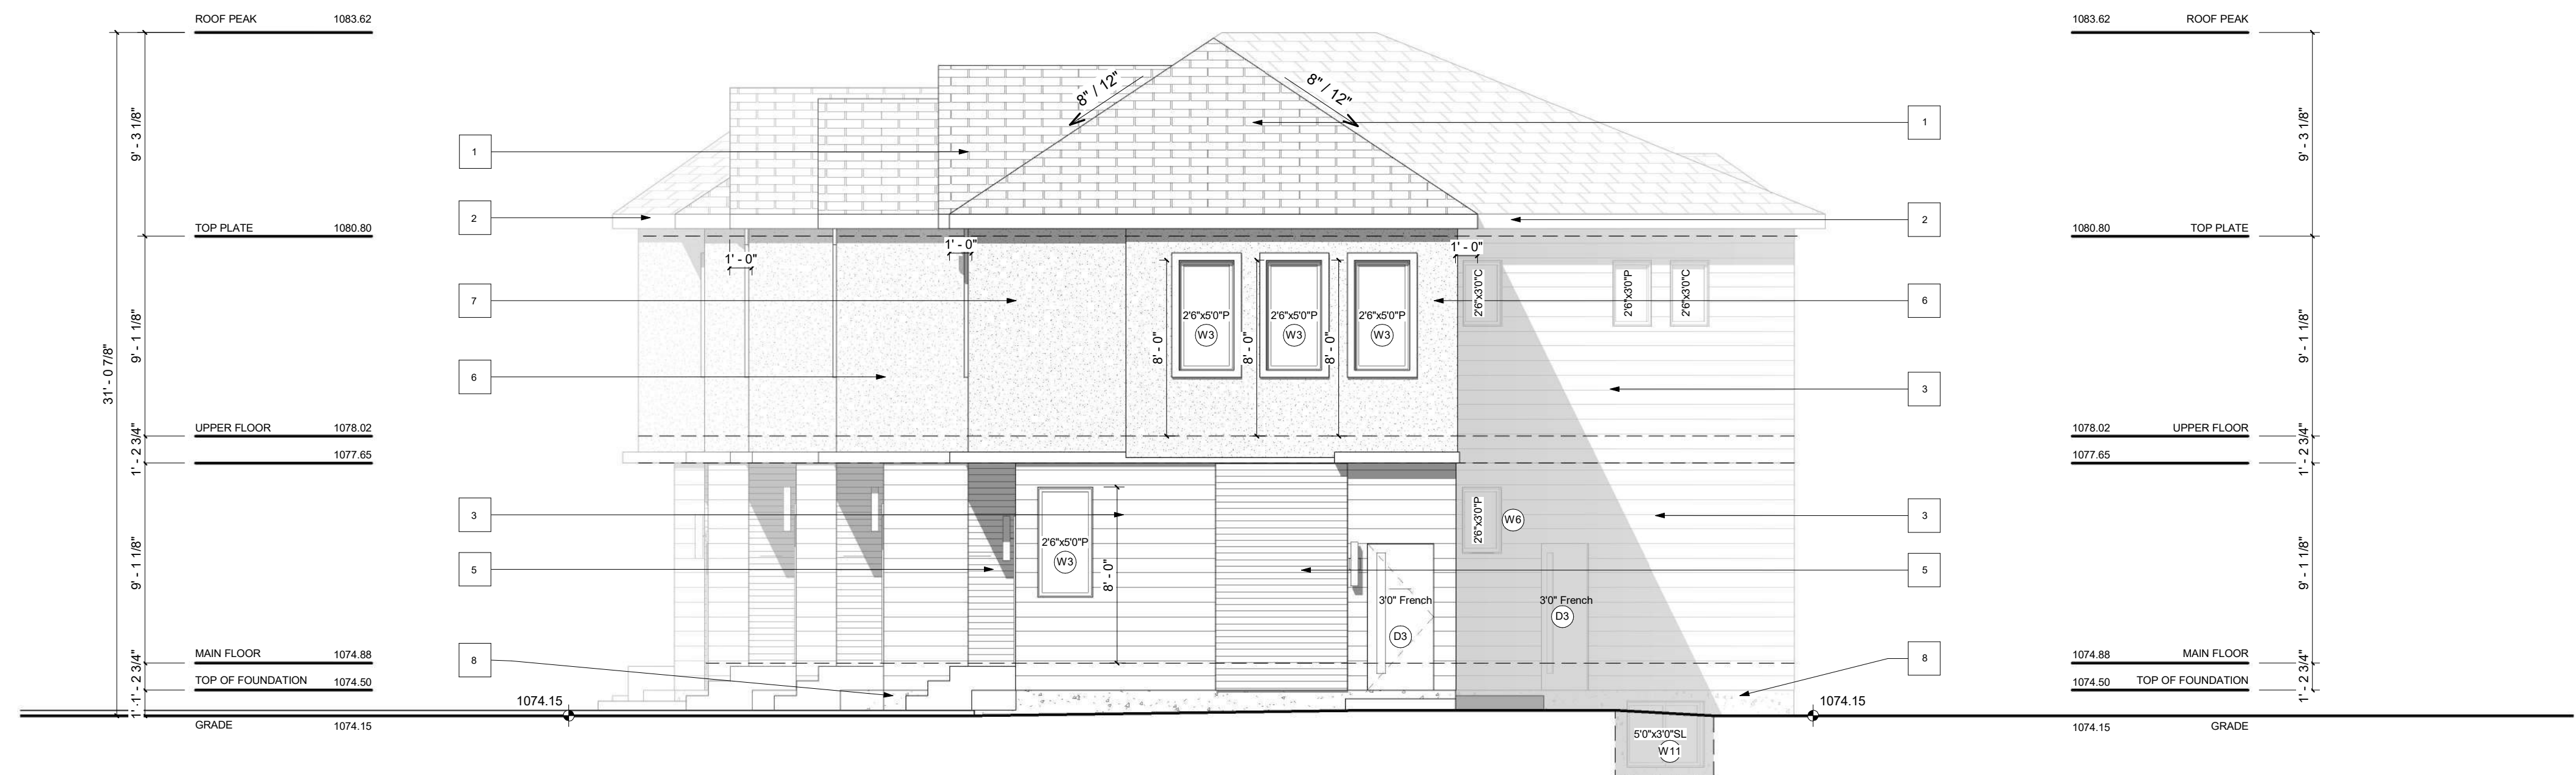 ROOF PEAK 1083.62
1083.62 ROOF PEAK
31' - 0 7/8"
9' - 3 1/8"
8" / 12"
8" / 12"
9' - 3 1/8"
1
1
2
2
TOP PLATE 1080.80
1080.80 TOP PLATE
1' - 0"
1' - 0"
1' - 0"
9' - 1 1/8"
7
6
8' - 0"
2'6"x5'0"P
W3
8' - 0"
2'6"x5'0"P
W3
8' - 0"
2'6"x5'0"P
W3
2'6"x3'0"C
2'6"x3'0"P
2'6"x3'0"C
6
3
9' - 1 1/8"
UPPER FLOOR 1078.02
1078.02 UPPER FLOOR
1' - 2 3/4"
1077.65
1077.65
1' - 2 3/4"
9' - 1 1/8"
3
5
2'6"x5'0"P
W3
8' - 0"
2'6"x3'0"P
W6
3'0" French
D3
3'0" French
D3
3
5
9' - 1 1/8"
MAIN FLOOR 1074.88
1074.88 MAIN FLOOR
1' - 2 3/4"
8
8
1' - 2 3/4"
TOP OF FOUNDATION 1074.50
1074.50 TOP OF FOUNDATION
1074.15
1074.15
GRADE 1074.15
1074.15 GRADE
5'0"x3'0"SL
W11